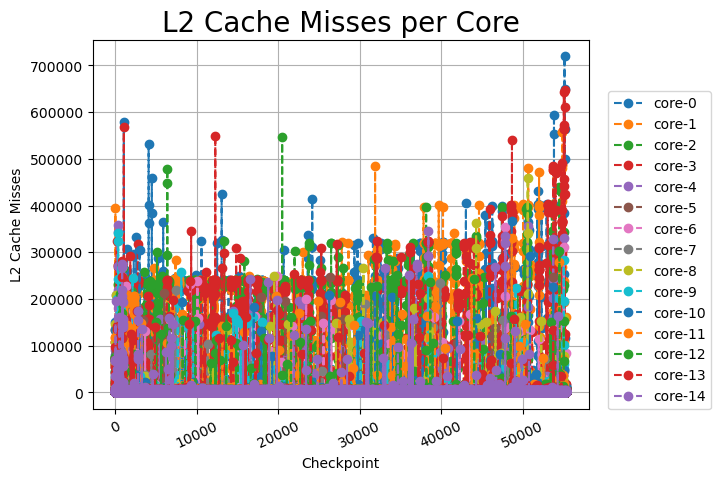 L2 Cache Misses per Core
700000
600000
500000
400000
300000
200000
100000
0
L2 Cache Misses
0
10000
20000
30000
40000
50000
Checkpoint
core-0
core-1
core-2
core-3
core-4
core-5
core-6
core-7
core-8
core-9
core-10
core-11
core-12
core-13
core-14